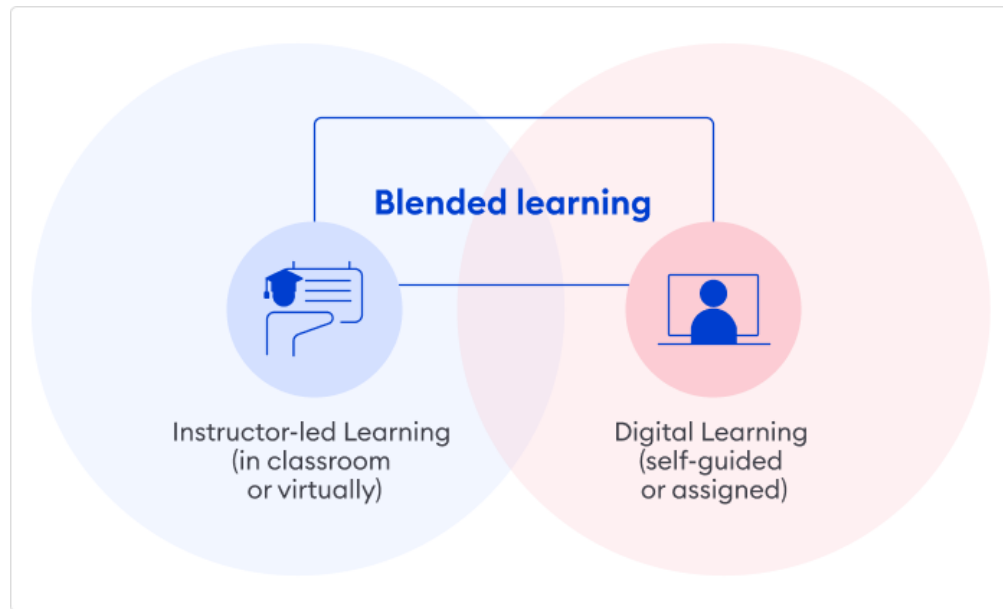 Blended learning
Instructor-led Learning
(in classroom
or virtually)
Digital Learning
(self-guided
or assigned)